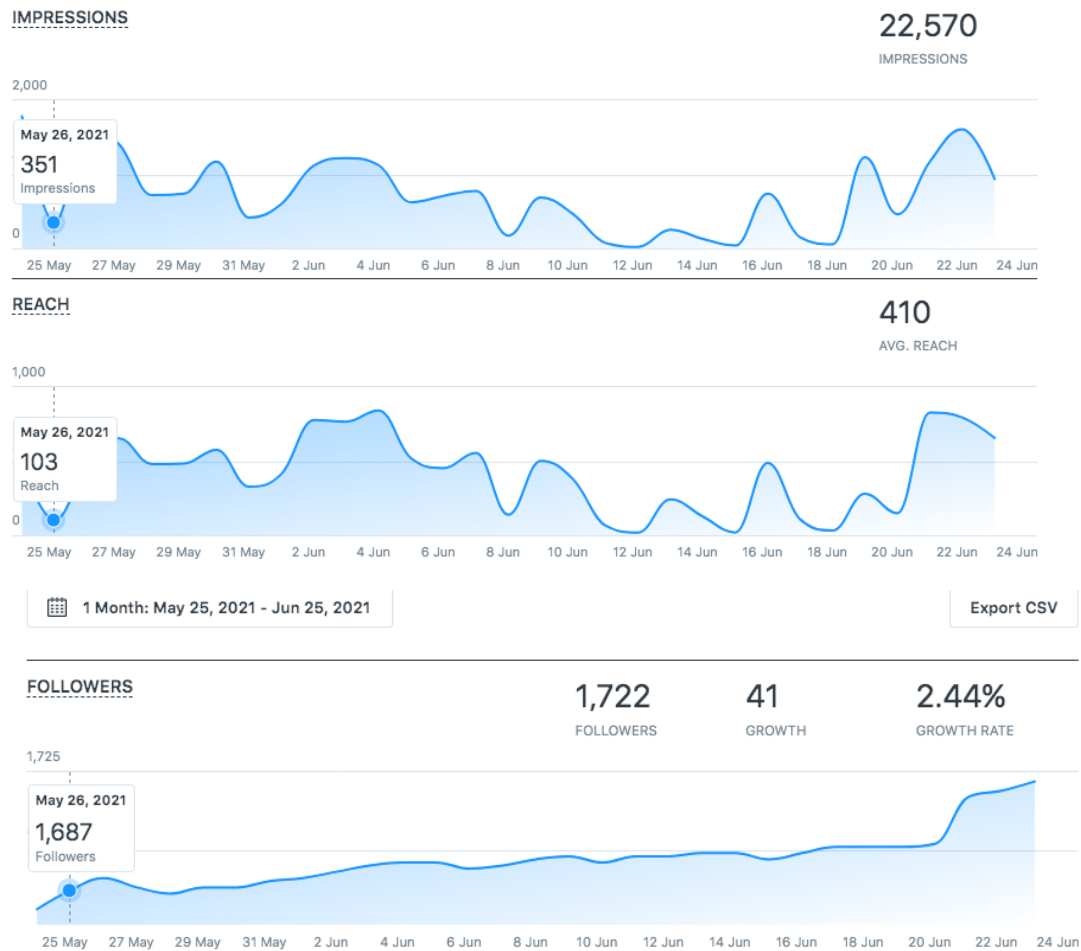 IMPRESSIONS
22,570
IMPRESSIONS
2,000
May 26, 2021
351
Impressions
0
25 May 27 May 29 May 31 May 2 Jun 4 Jun 6 Jun 8 Jun 10 Jun 12 Jun 14 Jun 16 Jun 18 Jun 20 Jun 22 Jun 24 Jun
REACH
410
AVG. REACH
1,000
May 26, 2021
103
Reach
0
25 May 27 May 29 May 31 May 2 Jun 4 Jun 6 Jun 8 Jun 10 Jun 12 Jun 14 Jun 16 Jun 18 Jun 20 Jun 22 Jun 24 Jun
1 Month: May 25, 2021 - Jun 25, 2021 Export CSV
FOLLOWERS
1,722 41 2.44%
FOLLOWERS GROWTH GROWTH RATE
1,725
May 26, 2021
1,687
Followers
25 May 27 May 29 May 31 May 2 Jun 4 Jun 6 Jun 8 Jun 10 Jun 12 Jun 14 Jun 16 Jun 18 Jun 20 Jun 22 Jun 24 Jun